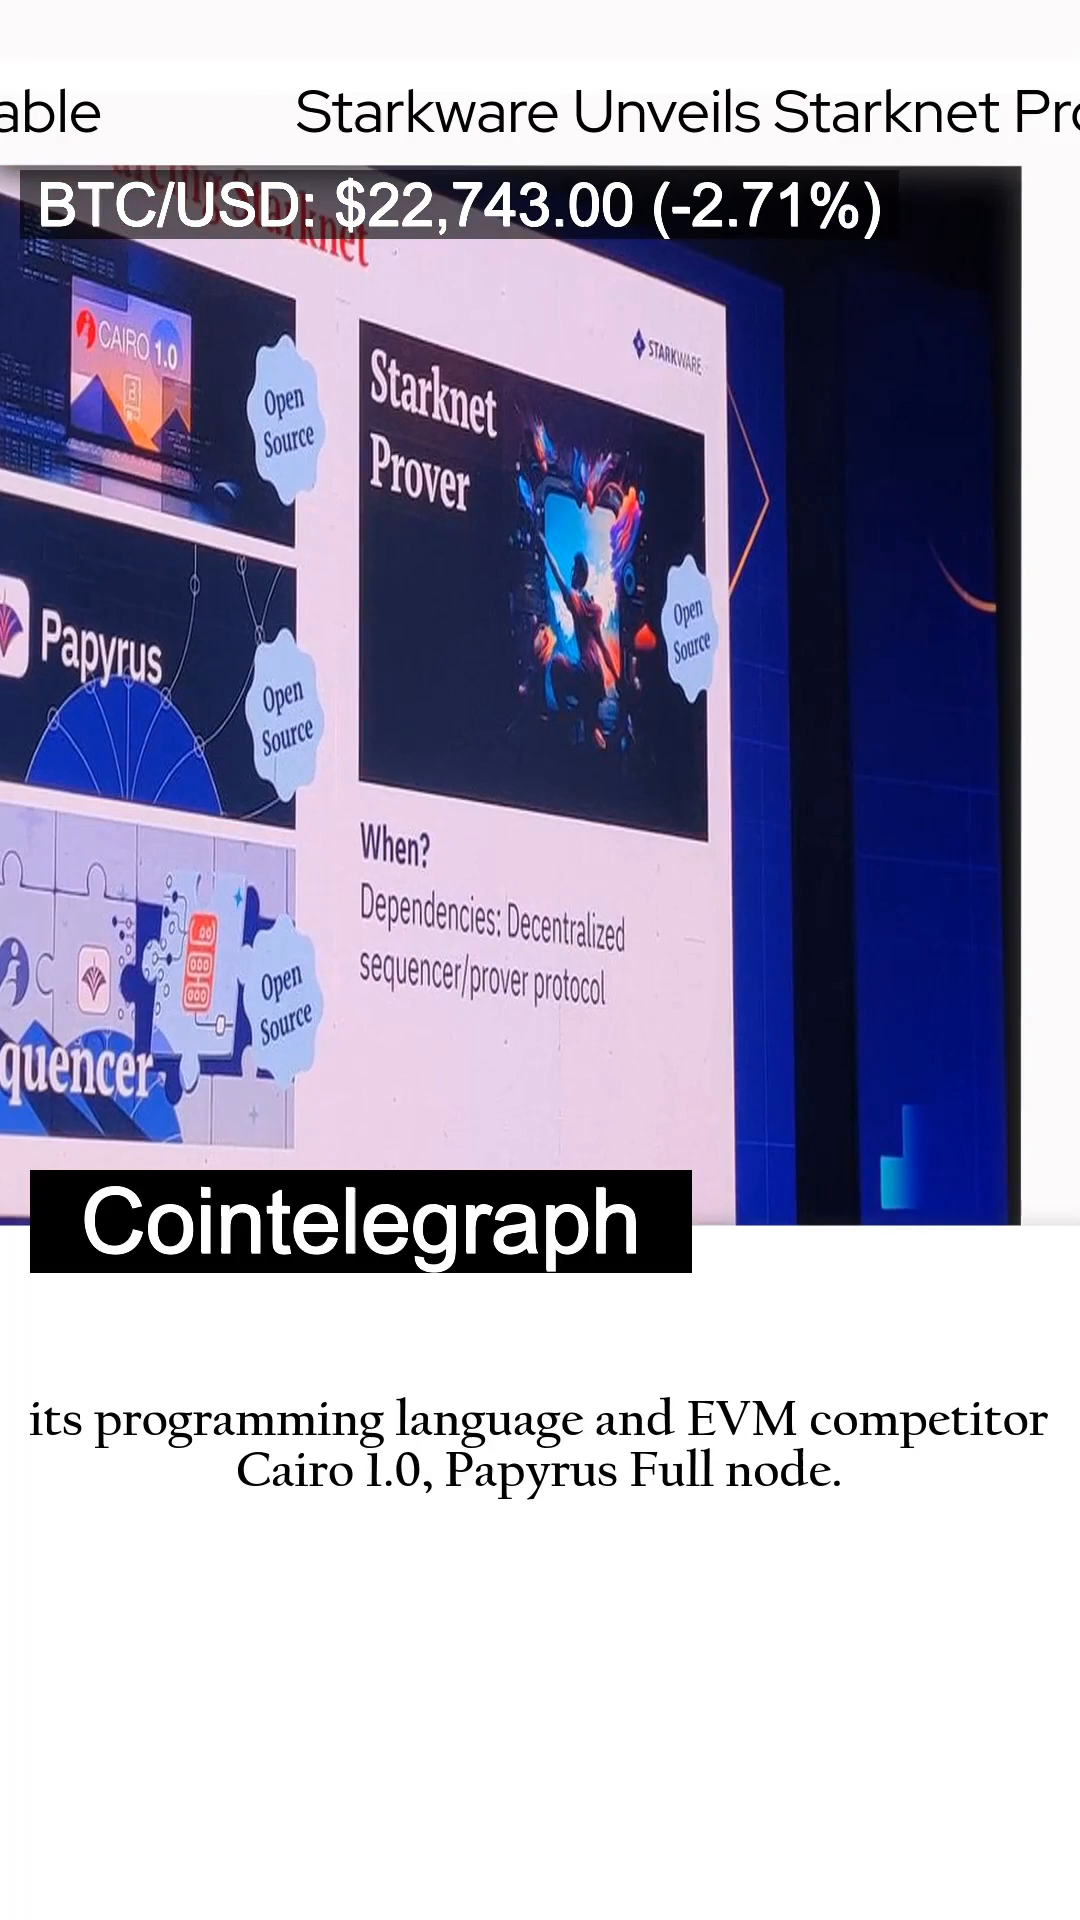 able Starkware Unveils Starknet Pro
BTC/USD: $22,743.00 (-2.71%)
Starknet
CAIRO 1.0
Open
Source
STARKWARE
Starknet
Prover
Open
Source
Papyrus
Open
Source
When?
Dependencies: Decentralized
sequencer/prover protocol
quencer
Open
Source
Cointelegraph
its programming language and EVM competitor
Cairo 1.0, Papyrus Full node.